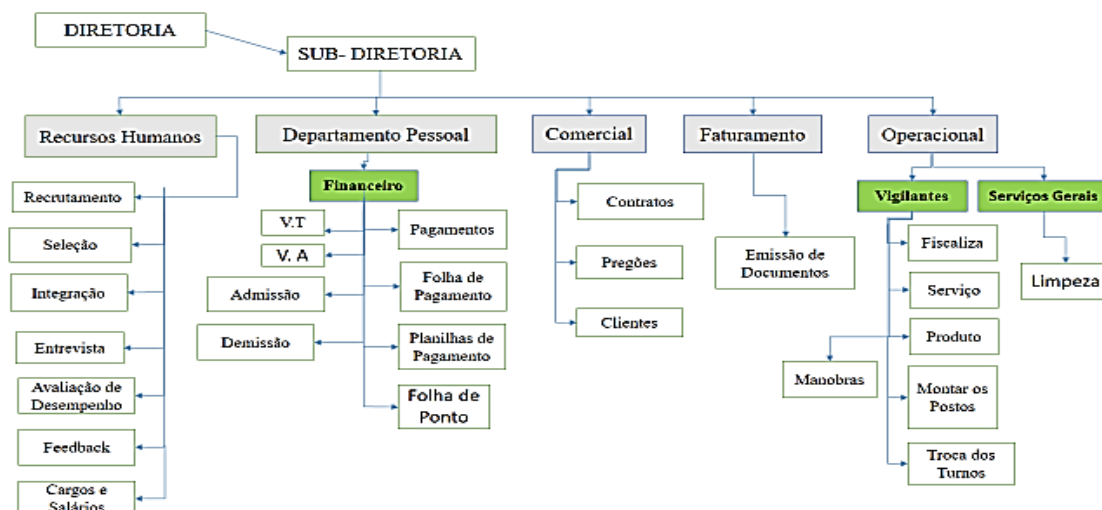 DIRETORIA
SUB- DIRETORIA
Recursos Humanos
Departamento Pessoal
Comercial
Faturamento
Operacional
Recrutamento
Seleção
Integração
Entrevista
Avaliação de
Desempenho
Feedback
Cargos e
Salários
Financeiro
V.T
V. A
Admissão
Demissão
Pagamentos
Folha de
Pagamento
Planilhas de
Pagamento
Folha de
Ponto
Contratos
Pregões
Clientes
Emissão de
Documentos
Vigilantes
Serviços Gerais
Fiscaliza
Serviço
Produto
Manobras
Montar os
Postos
Troca dos
Turnos
Limpeza